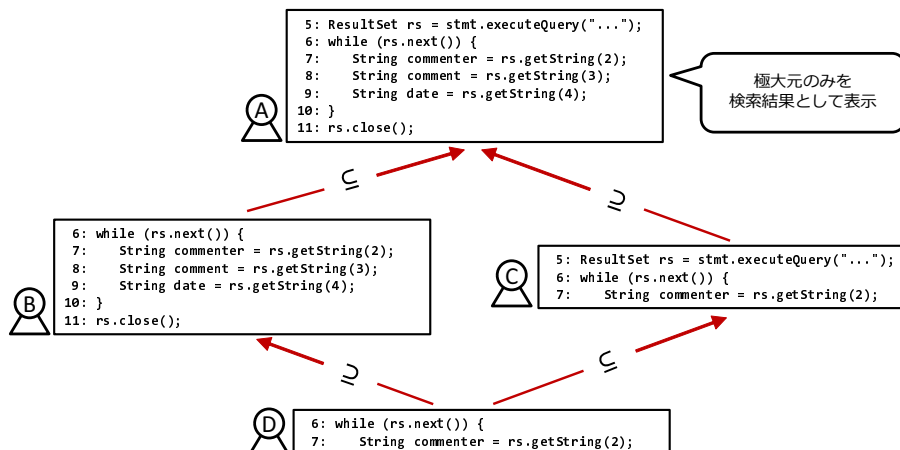 5: ResultSet rs = stmt.executeQuery("...");
6: while (rs.next()) {
7:    String commenter = rs.getString(2);
8:    String comment = rs.getString(3);
9:    String date = rs.getString(4);
10: }
11: rs.close();
A
極大元のみを
検索結果として表示
⊆
⊇
6: while (rs.next()) {
7:    String commenter = rs.getString(2);
8:    String comment = rs.getString(3);
9:    String date = rs.getString(4);
10: }
11: rs.close();
B
5: ResultSet rs = stmt.executeQuery("...");
6: while (rs.next()) {
7:    String commenter = rs.getString(2);
C
⊇
⊆
6: while (rs.next()) {
7:    String commenter = rs.getString(2);
D